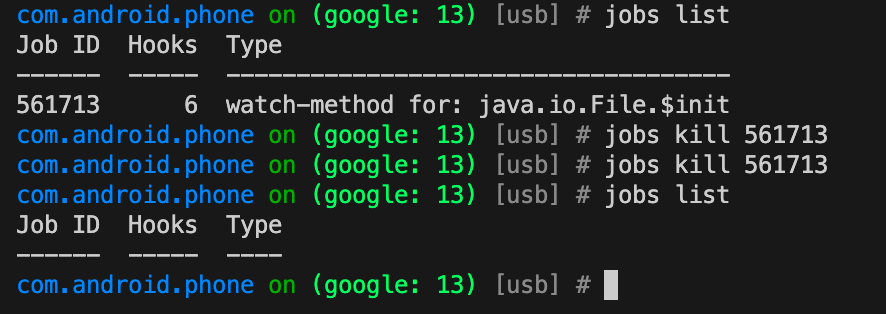 com.android.phone on (google: 13) [usb] # jobs list
Job ID  Hooks  Type
------  -----  ------------------------------------
561713      6  watch-method for: java.io.File.$init
com.android.phone on (google: 13) [usb] # jobs kill 561713
com.android.phone on (google: 13) [usb] # jobs kill 561713
com.android.phone on (google: 13) [usb] # jobs list
Job ID  Hooks  Type
------  -----  ----
com.android.phone on (google: 13) [usb] #